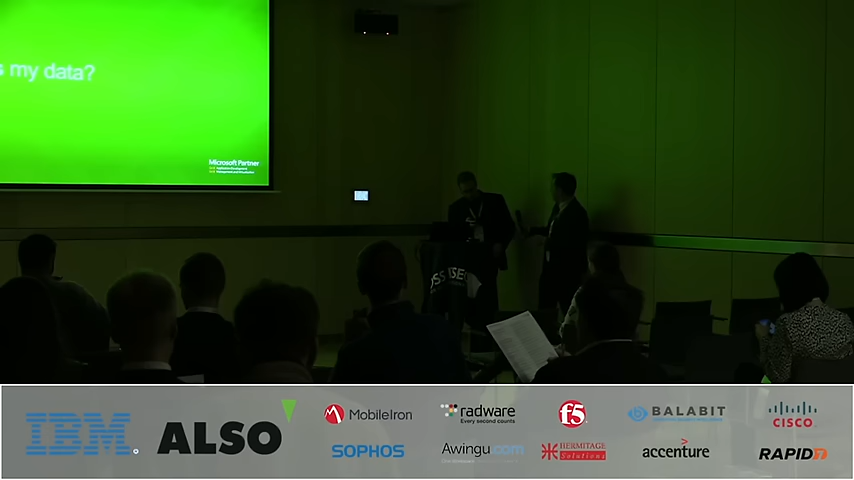 s my data?
Microsoft Partner
IBM
ALSO
MobileIron
radware
Every second counts
f5
BALABIT
CISCO
SOPHOS
Awingu.com
HERMITAGE
Solutions
accenture
RAPID7